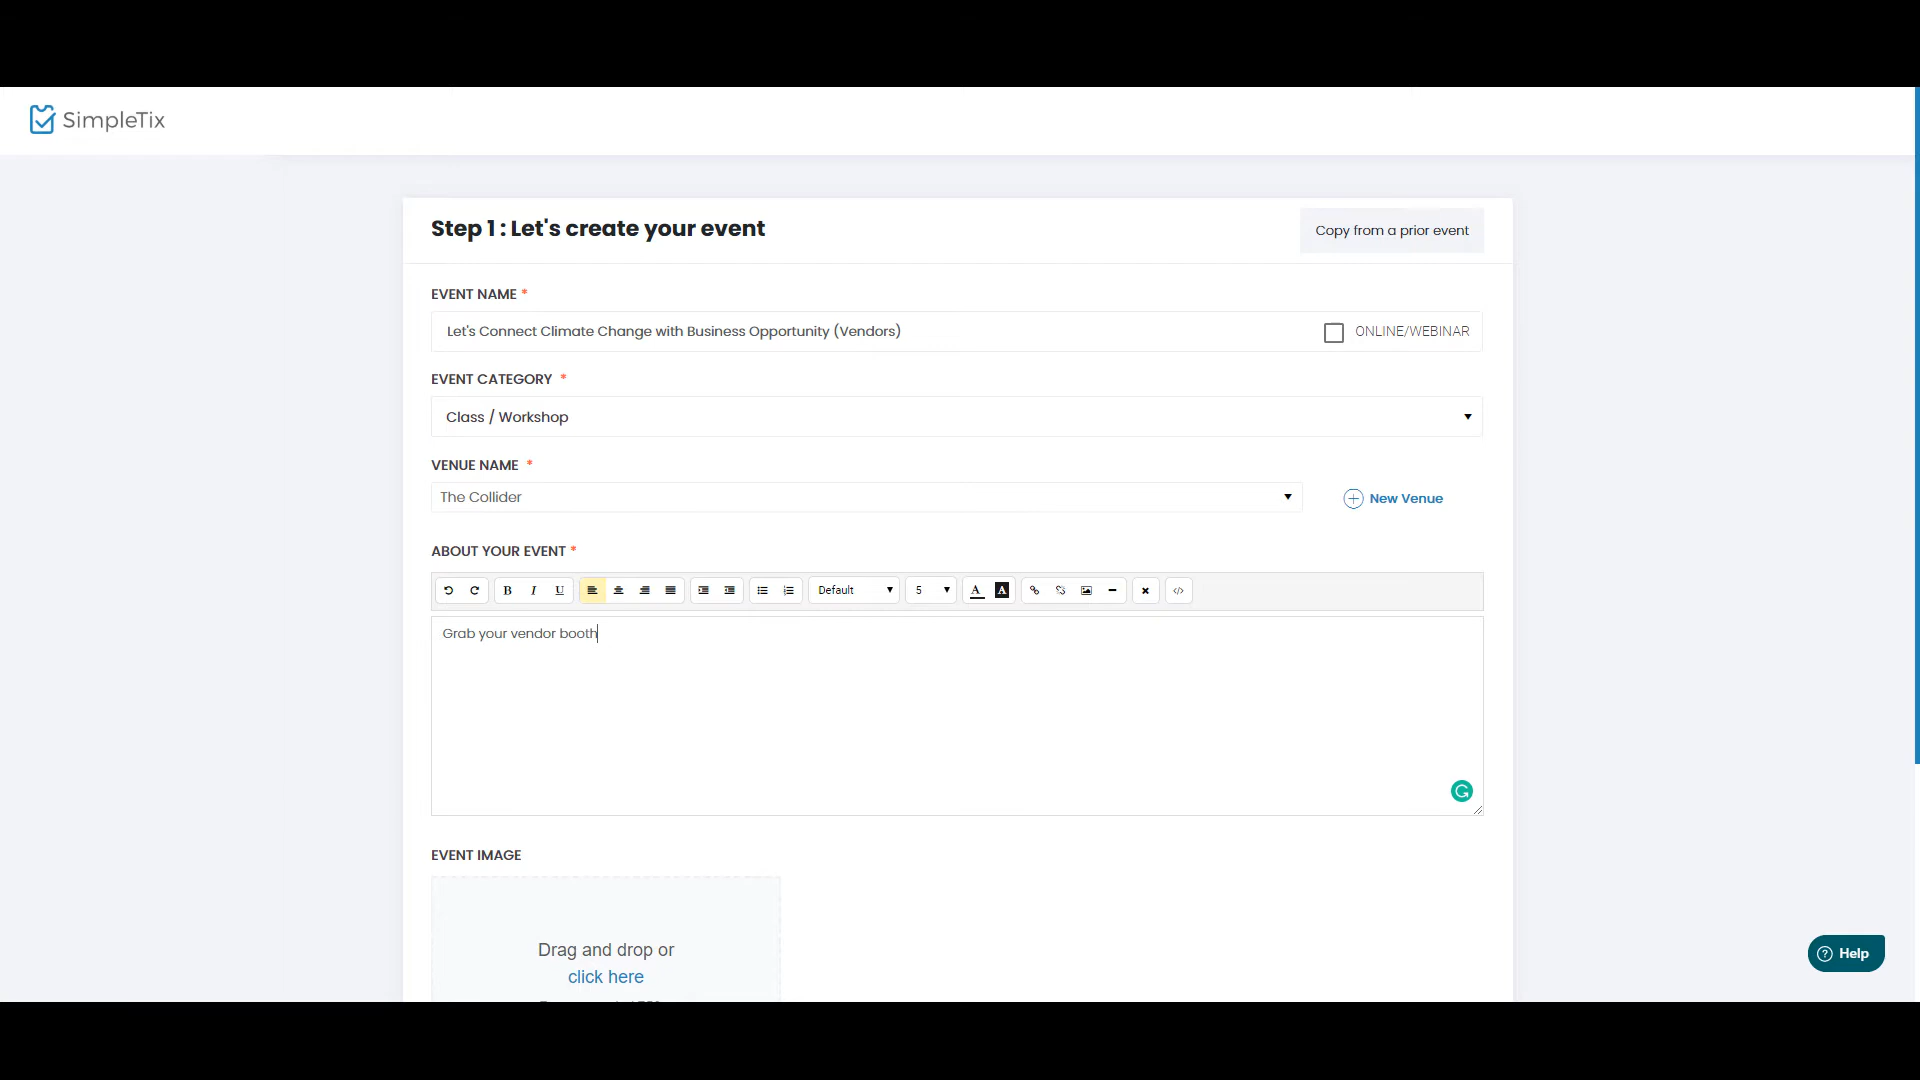 SimpleTix
Step 1 : Let's create your event
Copy from a prior event
EVENT NAME *
Let's Connect Climate Change with Business Opportunity (Vendors)
ONLINE/WEBINAR
EVENT CATEGORY *
Class / Workshop
VENUE NAME *
The Collider
New Venue
ABOUT YOUR EVENT *
B I U Default 5 A A
Grab your vendor booth
EVENT IMAGE
Drag and drop or
click here
Help